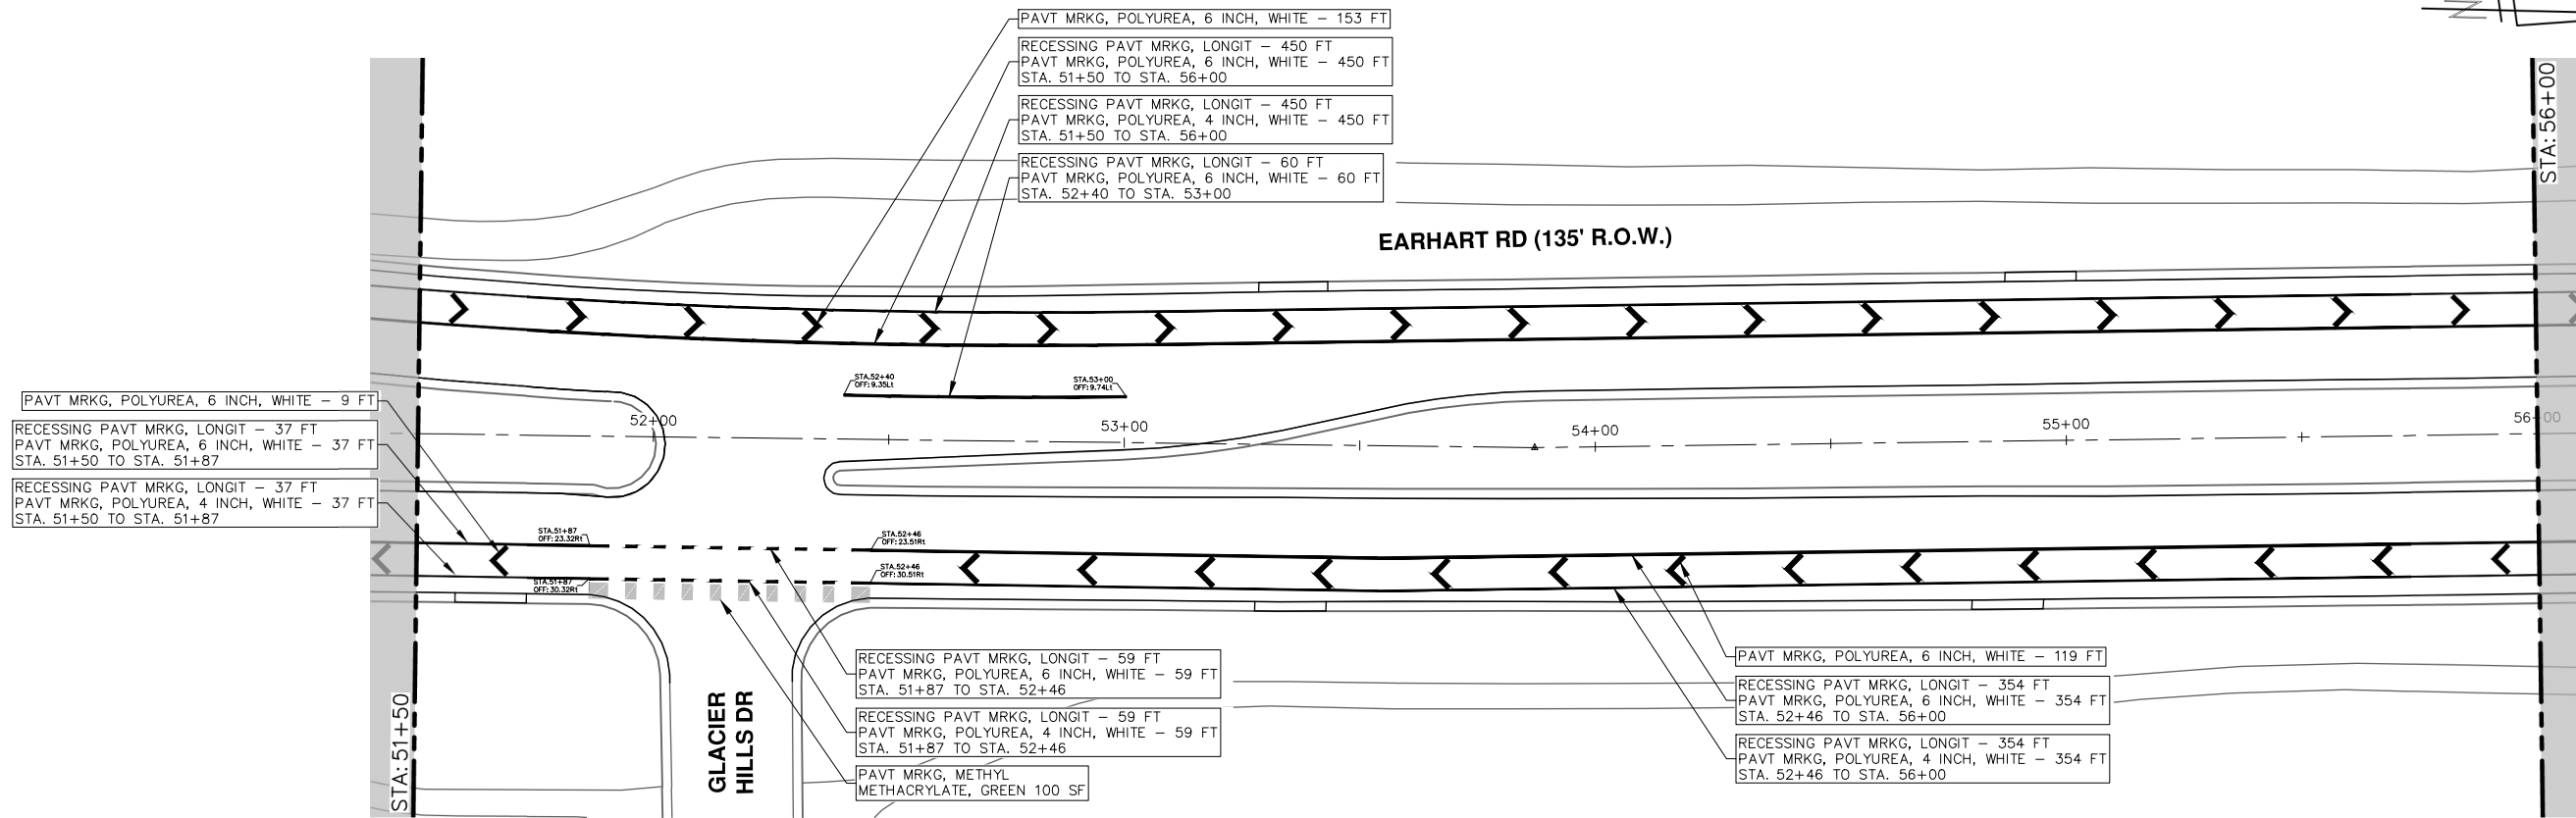 PAVT MRKG, POLYUREA, 6 INCH, WHITE – 153 FT
RECESSING PAVT MRKG, LONGIT – 450 FT
PAVT MRKG, POLYUREA, 6 INCH, WHITE – 450 FT
STA. 51+50 TO STA. 56+00
RECESSING PAVT MRKG, LONGIT – 450 FT
PAVT MRKG, POLYUREA, 4 INCH, WHITE – 450 FT
STA. 51+50 TO STA. 56+00
RECESSING PAVT MRKG, LONGIT – 60 FT
PAVT MRKG, POLYUREA, 6 INCH, WHITE – 60 FT
STA. 52+40 TO STA. 53+00
STA: 56+00
EARHART RD (135' R.O.W.)
STA.52+40
OFF: 9.35Lt
STA.53+00
OFF: 9.74Lt
PAVT MRKG, POLYUREA, 6 INCH, WHITE – 9 FT
RECESSING PAVT MRKG, LONGIT – 37 FT
PAVT MRKG, POLYUREA, 6 INCH, WHITE – 37 FT
STA. 51+50 TO STA. 51+87
RECESSING PAVT MRKG, LONGIT – 37 FT
PAVT MRKG, POLYUREA, 4 INCH, WHITE – 37 FT
STA. 51+50 TO STA. 51+87
52+00
53+00
54+00
55+00
56+00
STA.51+87
OFF: 23.32Rt
STA.52+46
OFF: 23.51Rt
STA.51+87
OFF: 30.32Rt
STA.52+46
OFF: 30.51Rt
STA: 51+50
GLACIER
HILLS DR
RECESSING PAVT MRKG, LONGIT – 59 FT
PAVT MRKG, POLYUREA, 6 INCH, WHITE – 59 FT
STA. 51+87 TO STA. 52+46
RECESSING PAVT MRKG, LONGIT – 59 FT
PAVT MRKG, POLYUREA, 4 INCH, WHITE – 59 FT
STA. 51+87 TO STA. 52+46
PAVT MRKG, METHYL
METHACRYLATE, GREEN 100 SF
PAVT MRKG, POLYUREA, 6 INCH, WHITE – 119 FT
RECESSING PAVT MRKG, LONGIT – 354 FT
PAVT MRKG, POLYUREA, 6 INCH, WHITE – 354 FT
STA. 52+46 TO STA. 56+00
RECESSING PAVT MRKG, LONGIT – 354 FT
PAVT MRKG, POLYUREA, 4 INCH, WHITE – 354 FT
STA. 52+46 TO STA. 56+00